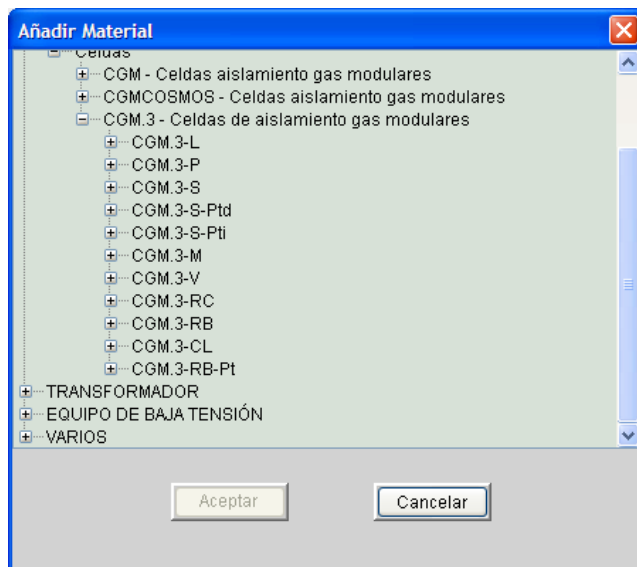 Añadir Material
Celdas
CGM - Celdas aislamiento gas modulares
CGMCOSMOS - Celdas aislamiento gas modulares
CGM.3 - Celdas de aislamiento gas modulares
CGM.3-L
CGM.3-P
CGM.3-S
CGM.3-S-Ptd
CGM.3-S-Pti
CGM.3-M
CGM.3-V
CGM.3-RC
CGM.3-RB
CGM.3-CL
CGM.3-RB-Pt
TRANSFORMADOR
EQUIPO DE BAJA TENSIÓN
VARIOS
Aceptar Cancelar